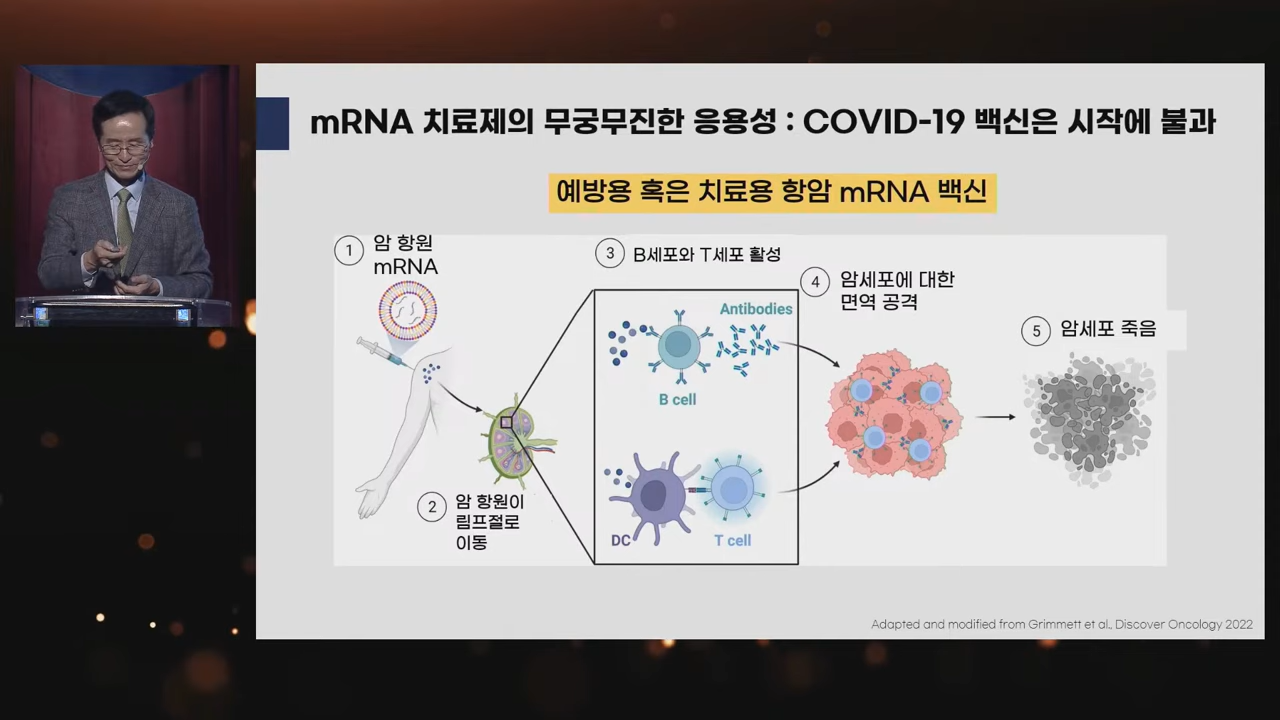 mRNA 치료제의 무궁무진한 응용성 : COVID-19 백신은 시작에 불과
예방용 혹은 치료용 항암 mRNA 백신
1 암 항원
mRNA
2 암 항원이
림프절로
이동
3 B세포와 T세포 활성
Antibodies
B cell
DC
T cell
4 암세포에 대한
면역 공격
5 암세포 죽음
Adapted and modified from Grimmett et al., Discover Oncology 2022